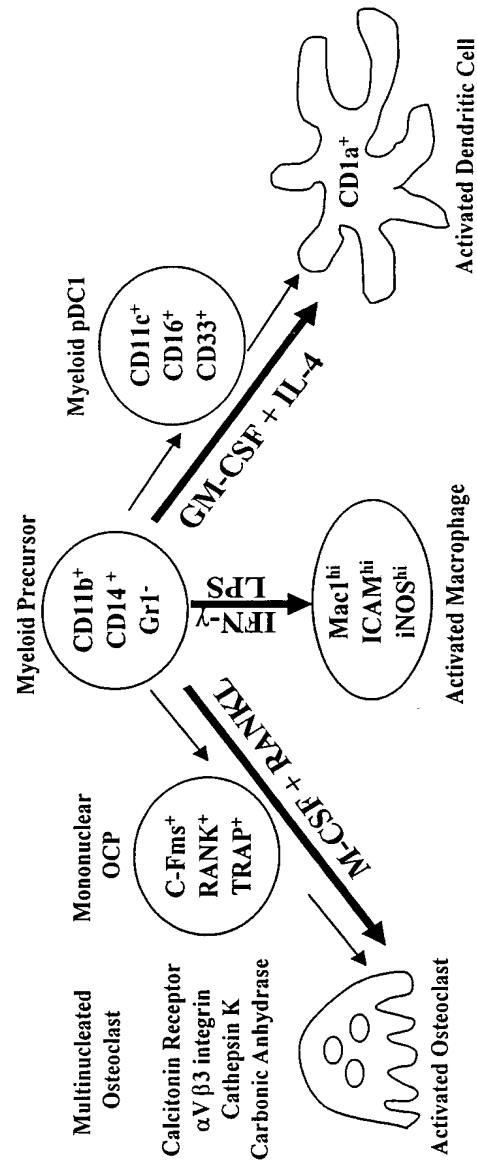 Multinucleated
Osteoclast
Calcitonin Receptor
αV β3 integrin
Cathepsin K
Carbonic Anhydrase
Activated Osteoclast
Mononuclear
OCP
C-Fms⁺
RANK⁺
TRAP⁺
M-CSF + RANKL
Myeloid Precursor
CD11b⁺
CD14 ⁺
Gr1⁻
IFN-γ
LPS
Mac1ʰⁱ
ICAMʰⁱ
iNOSʰⁱ
Activated Macrophage
Myeloid pDC1
CD11c⁺
CD16⁺
CD33⁺
GM-CSF + IL-4
CD1a⁺
Activated Dendritic Cell